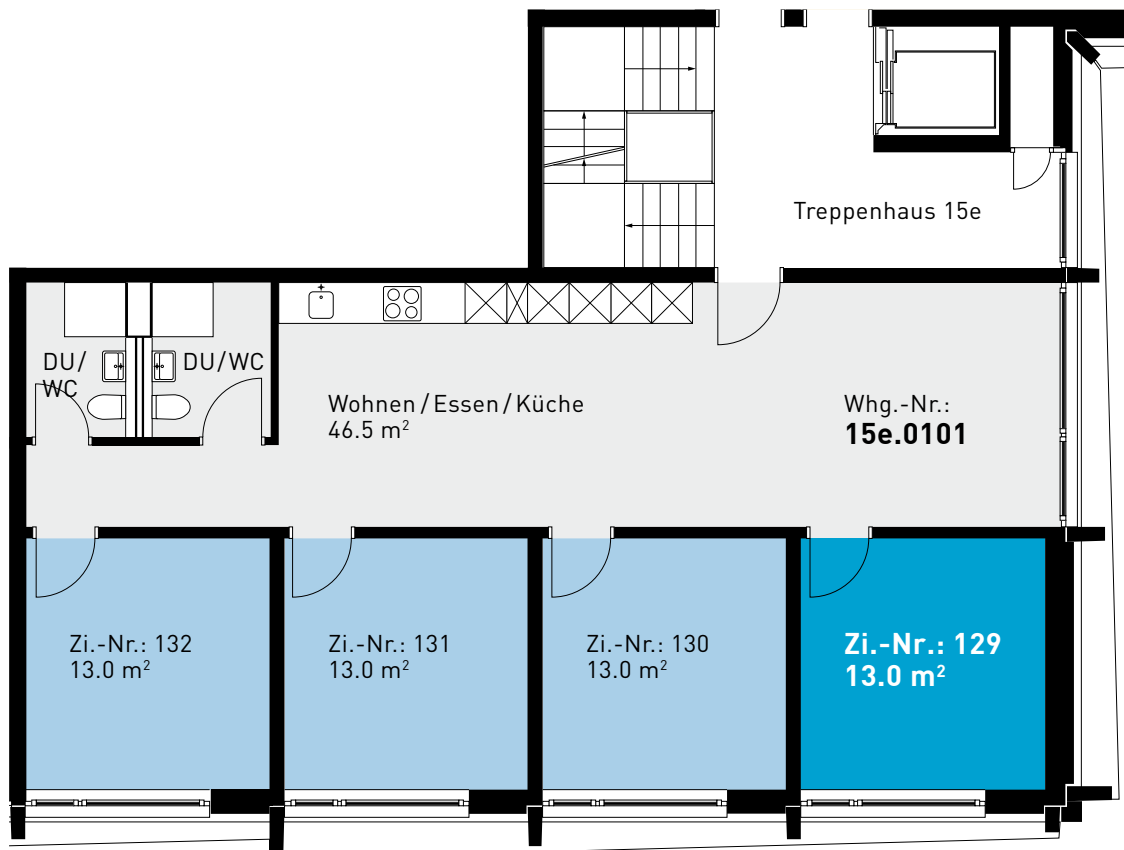 Treppenhaus 15e
DU/
WC
DU/WC
Wohnen / Essen / Küche
46.5 m²
Whg.-Nr.:
15e.0101
Zi.-Nr.: 132
13.0 m²
Zi.-Nr.: 131
13.0 m²
Zi.-Nr.: 130
13.0 m²
Zi.-Nr.: 129
13.0 m²